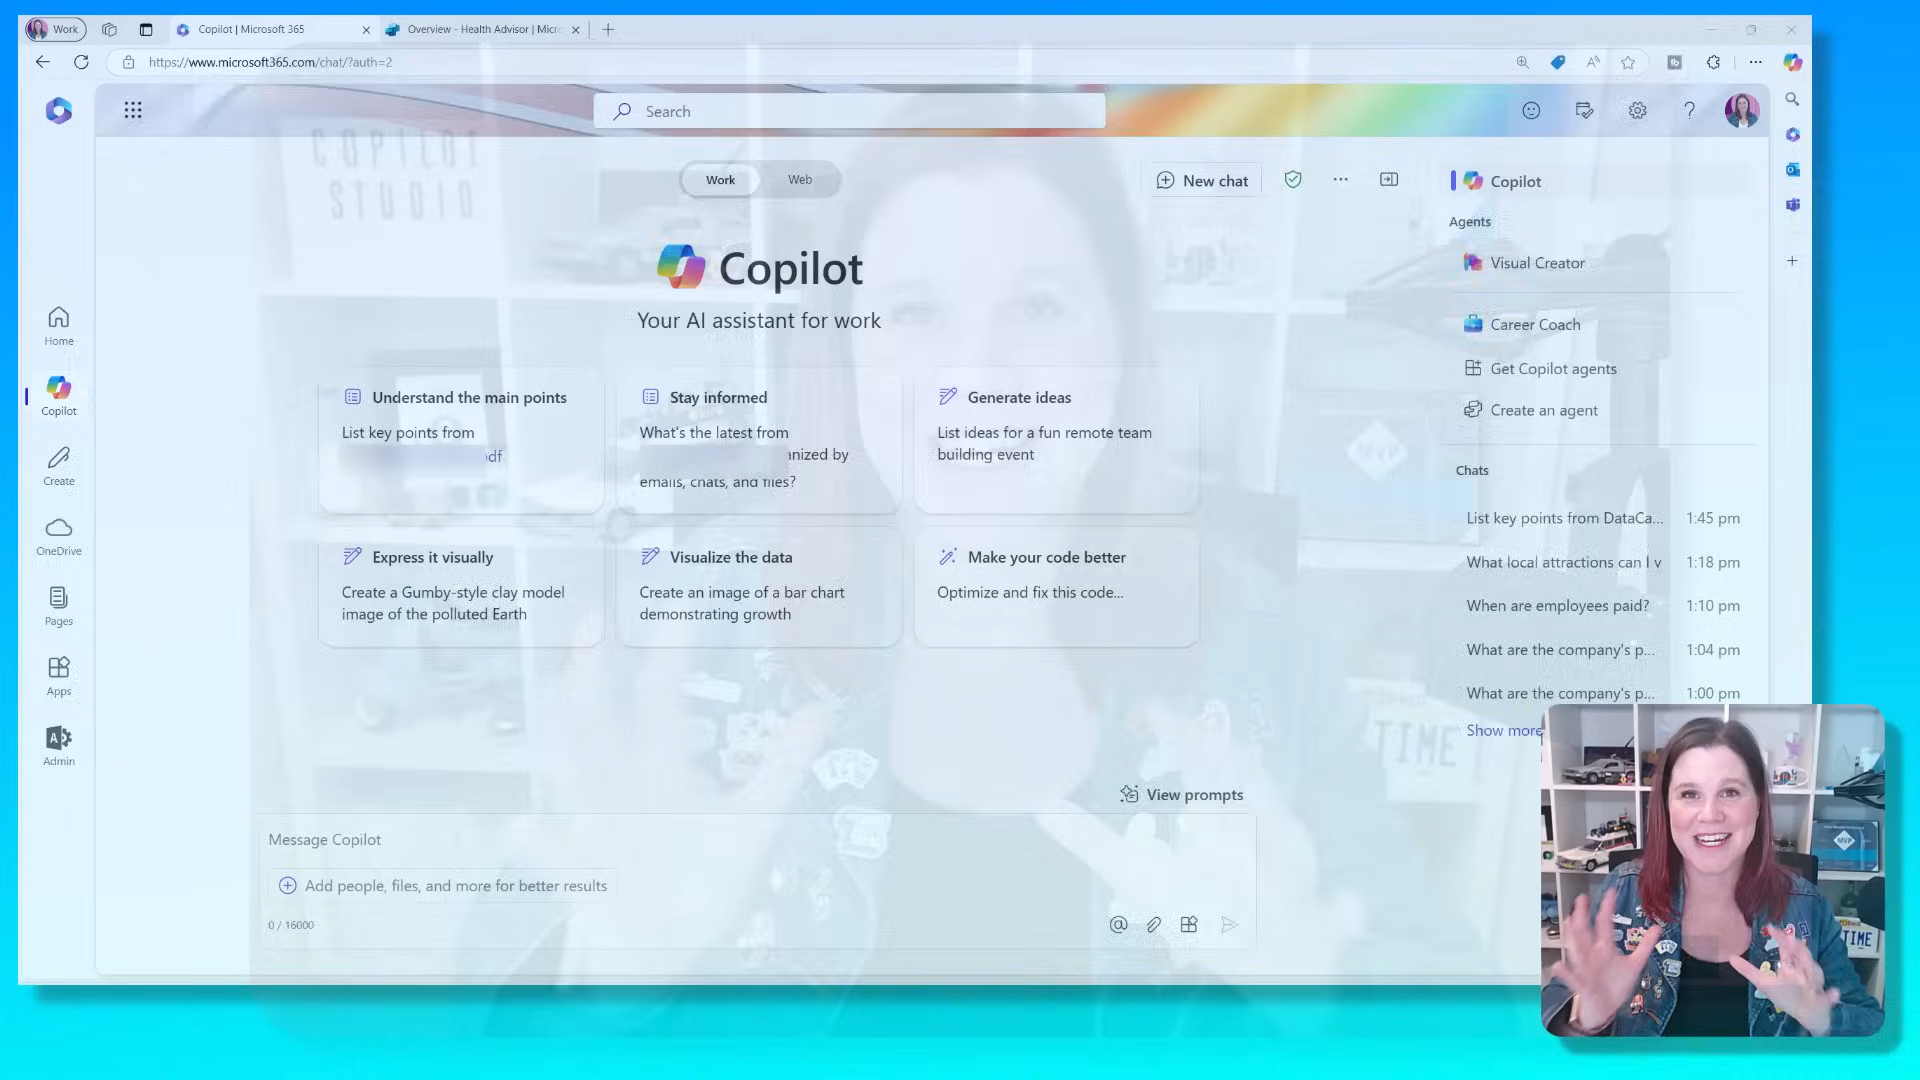 Work
Copilot | Microsoft 365
Overview - Health Advisor | Micro
https://www.microsoft365.com/chat/?auth=2
Search
COPILOT
STUDIO
Work
Web
New chat
Copilot
Your AI assistant for work
Understand the main points
List key points from
Stay informed
What's the latest from
emails, chats, and files?
Generate ideas
List ideas for a fun remote team
building event
Express it visually
Create a Gumby-style clay model
image of the polluted Earth
Visualize the data
Create an image of a bar chart
demonstrating growth
Make your code better
Optimize and fix this code...
View prompts
Message Copilot
Add people, files, and more for better results
0 / 16000
Home
Copilot
Create
OneDrive
Pages
Apps
Admin
Copilot
Agents
Visual Creator
Career Coach
Get Copilot agents
Create an agent
Chats
List key points from DataCa... 1:45 pm
What local attractions can I v 1:18 pm
When are employees paid? 1:10 pm
What are the company's p... 1:04 pm
What are the company's p... 1:00 pm
Show more
MVP
TIME
MVP
TIME